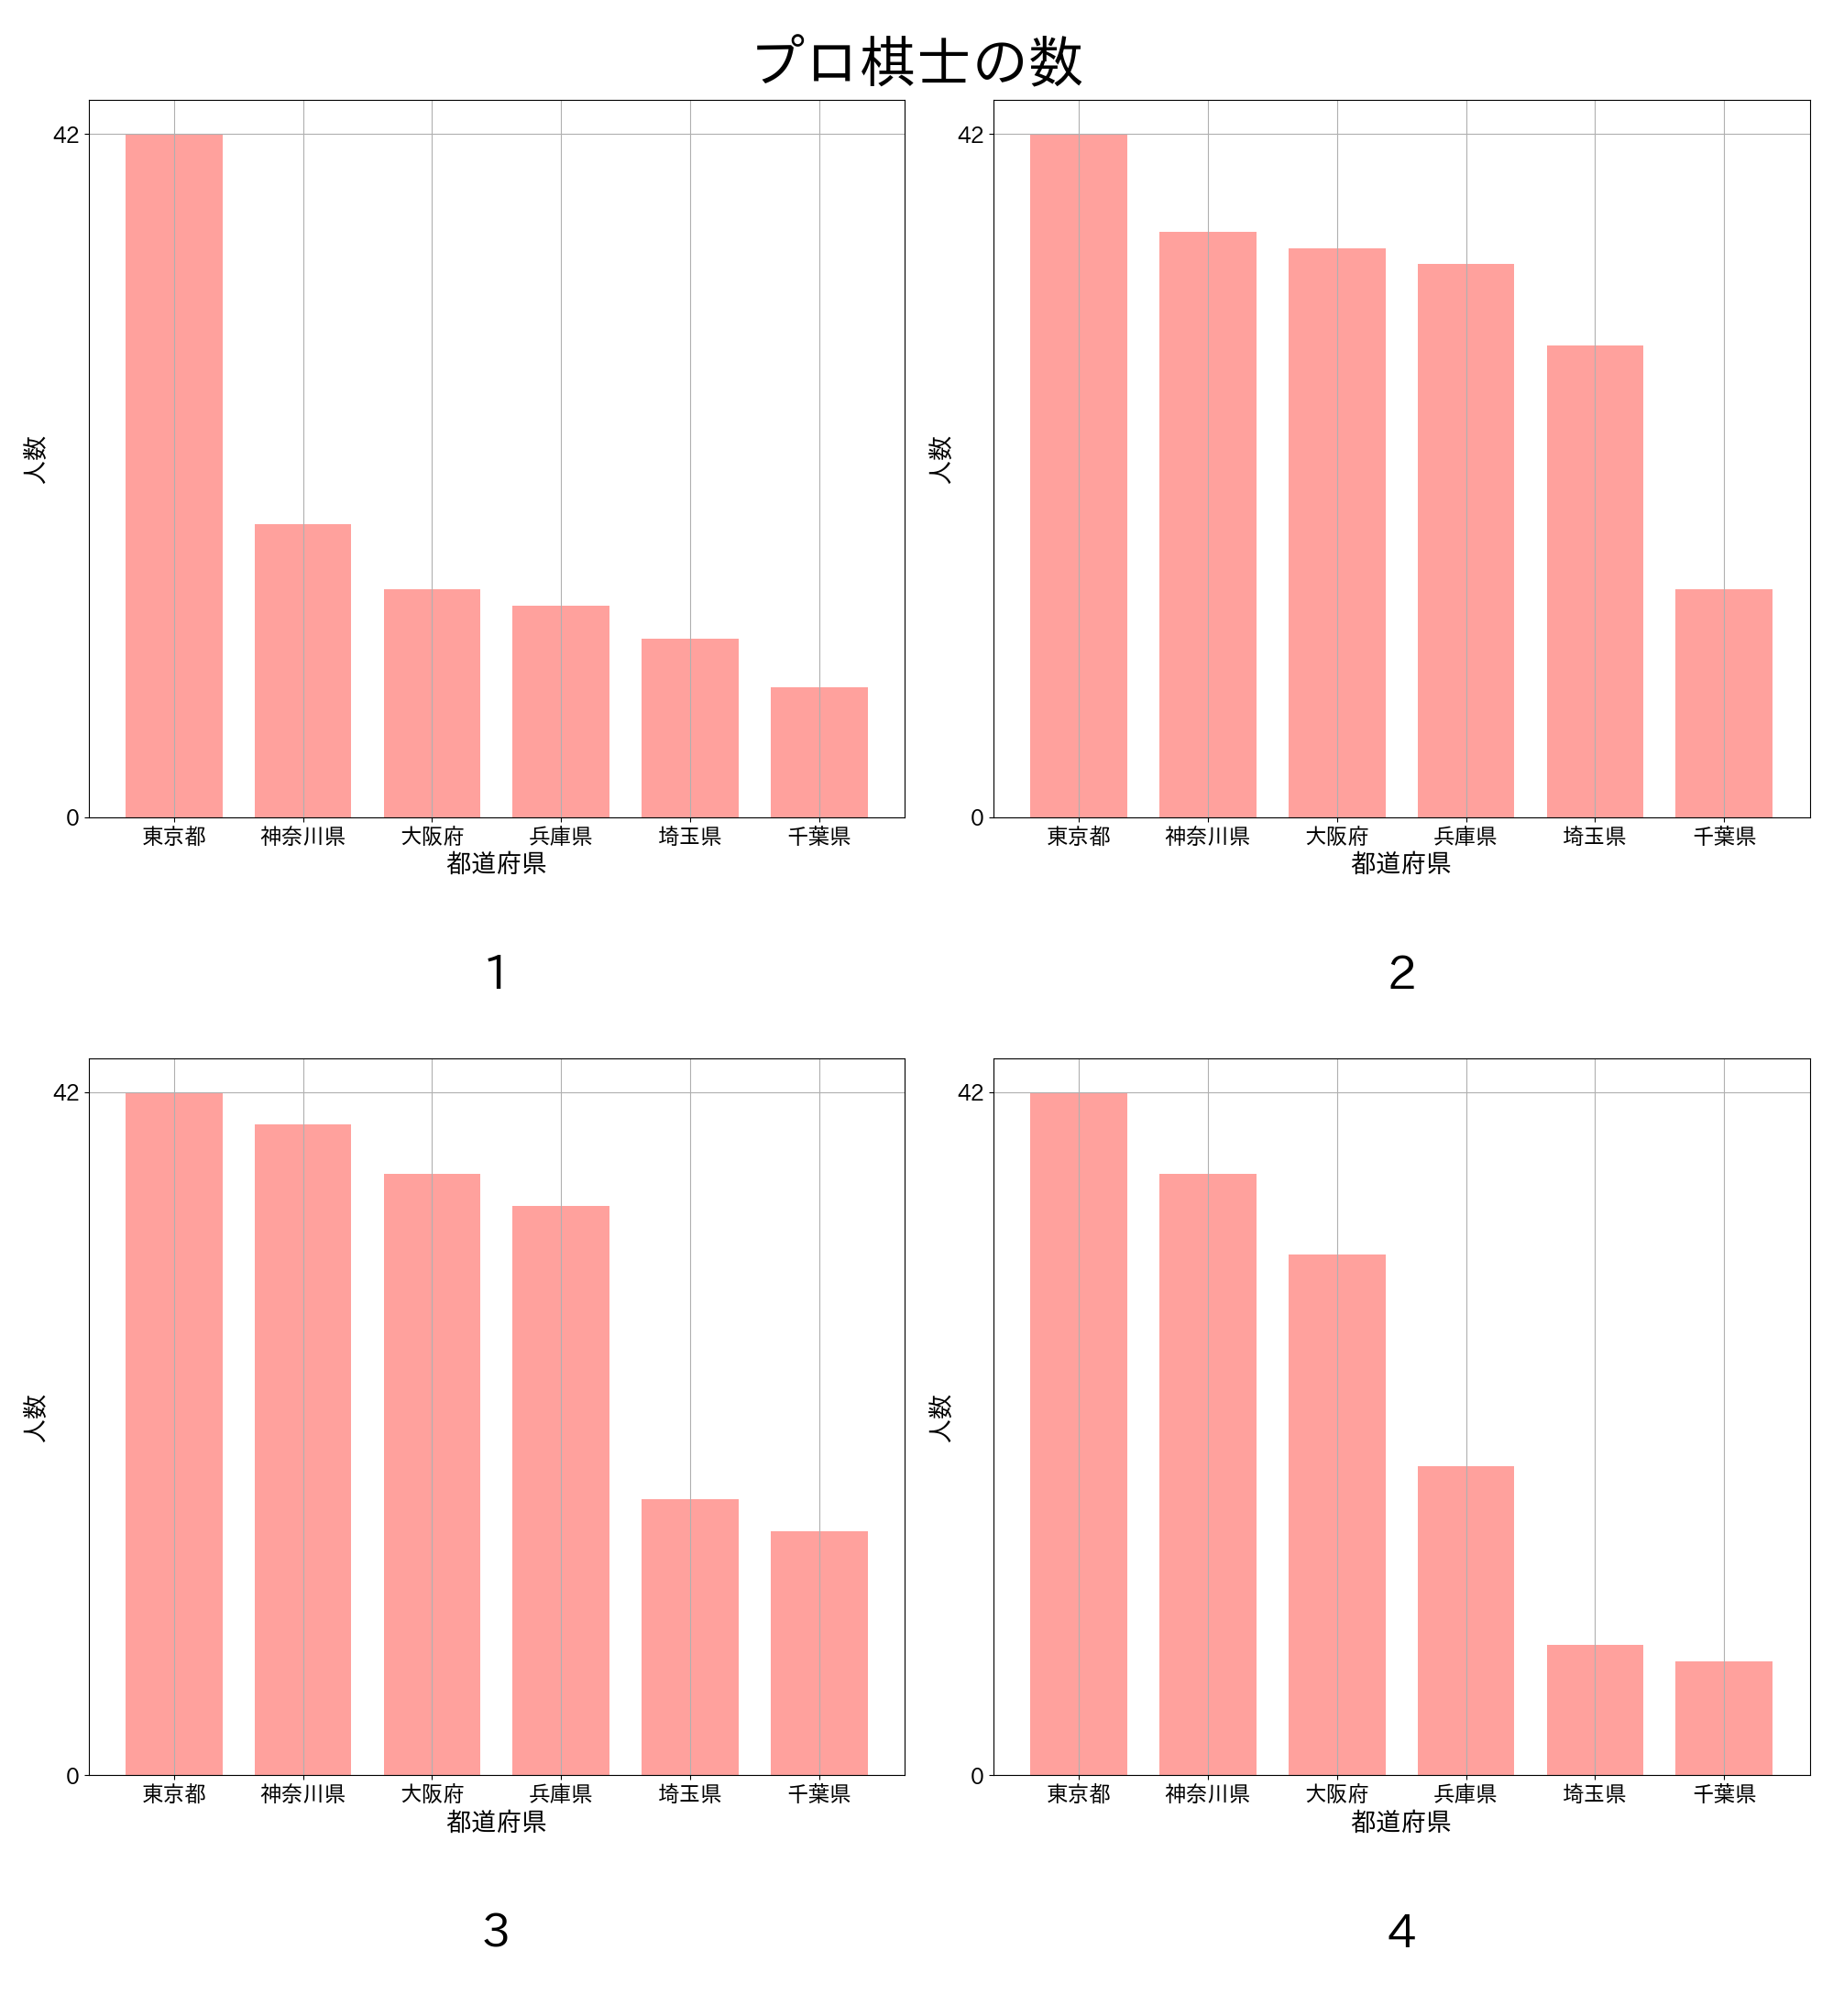 プロ棋士の数
42
0
人数
東京都 神奈川県 大阪府 兵庫県 埼玉県 千葉県
都道府県
1
42
0
人数
東京都 神奈川県 大阪府 兵庫県 埼玉県 千葉県
都道府県
2
42
0
人数
東京都 神奈川県 大阪府 兵庫県 埼玉県 千葉県
都道府県
3
42
0
人数
東京都 神奈川県 大阪府 兵庫県 埼玉県 千葉県
都道府県
4